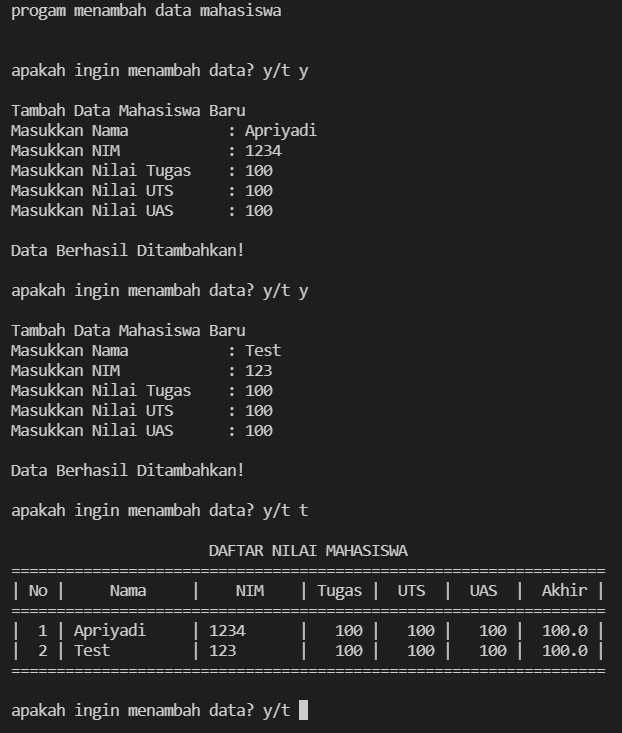 progam menambah data mahasiswa
apakah ingin menambah data? y/t y
Tambah Data Mahasiswa Baru
Masukkan Nama           : Apriyadi
Masukkan NIM            : 1234
Masukkan Nilai Tugas    : 100
Masukkan Nilai UTS      : 100
Masukkan Nilai UAS      : 100
Data Berhasil Ditambahkan!
apakah ingin menambah data? y/t y
Tambah Data Mahasiswa Baru
Masukkan Nama           : Test
Masukkan NIM            : 123
Masukkan Nilai Tugas    : 100
Masukkan Nilai UTS      : 100
Masukkan Nilai UAS      : 100
Data Berhasil Ditambahkan!
apakah ingin menambah data? y/t t
                      DAFTAR NILAI MAHASISWA
==================================================================
| No |     Nama     |    NIM    | Tugas |  UTS  |  UAS  |  Akhir |
==================================================================
|  1 | Apriyadi     | 1234      |   100 |   100 |   100 |  100.0 |
|  2 | Test         | 123       |   100 |   100 |   100 |  100.0 |
==================================================================
apakah ingin menambah data? y/t